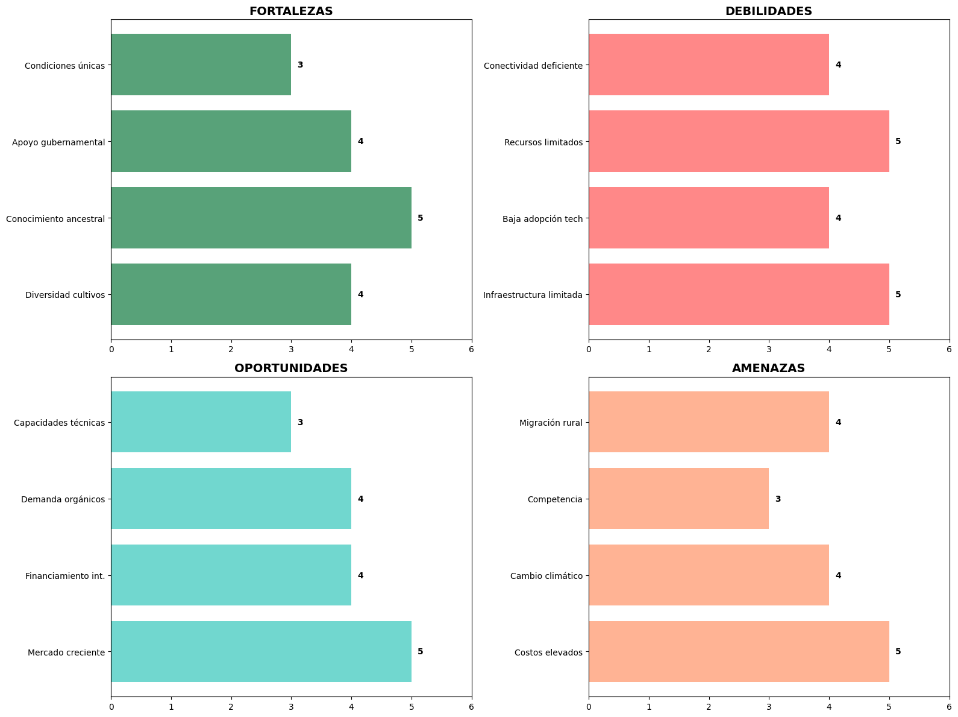 FORTALEZAS
Condiciones únicas
3
Apoyo gubernamental
4
Conocimiento ancestral
5
Diversidad cultivos
4
0 1 2 3 4 5 6
DEBILIDADES
Conectividad deficiente
4
Recursos limitados
5
Baja adopción tech
4
Infraestructura limitada
5
0 1 2 3 4 5 6
OPORTUNIDADES
Capacidades técnicas
3
Demanda orgánicos
4
Financiamiento int.
4
Mercado creciente
5
0 1 2 3 4 5 6
AMENAZAS
Migración rural
4
Competencia
3
Cambio climático
4
Costos elevados
5
0 1 2 3 4 5 6